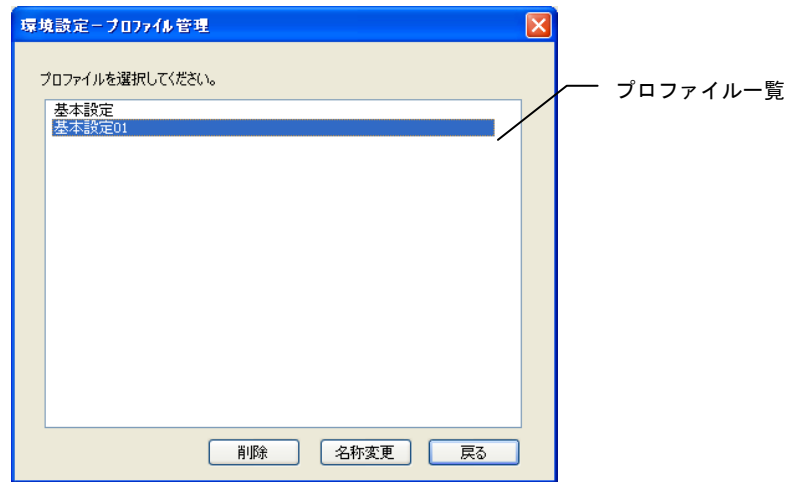 環境設定－プロファイル管理
プロファイルを選択してください。
プロファイル一覧
基本設定
基本設定01
削除
名称変更
戻る